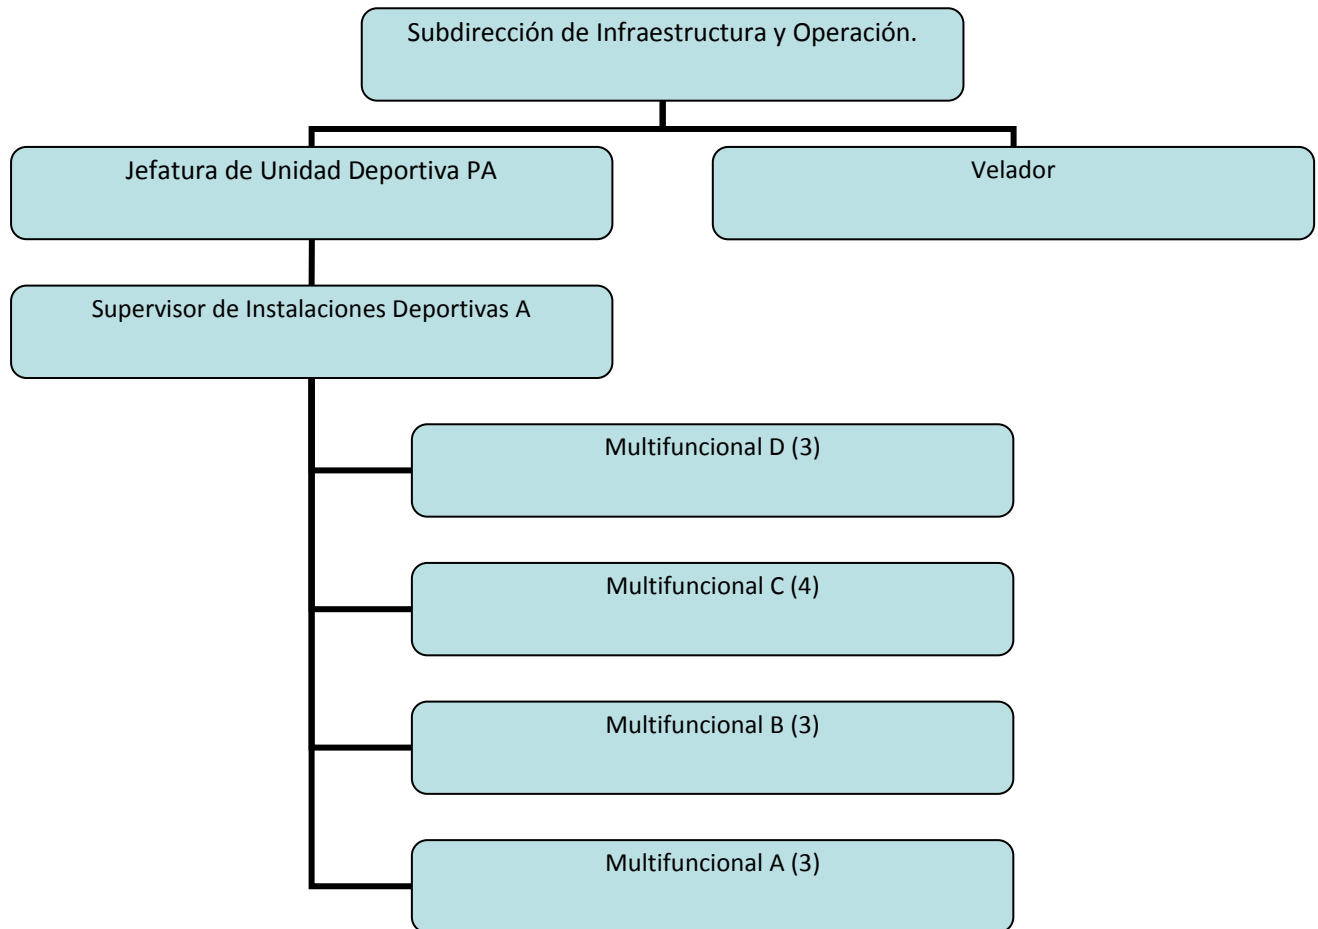 Subdirección de Infraestructura y Operación.
Jefatura de Unidad Deportiva PA
Velador
Supervisor de Instalaciones Deportivas A
Multifuncional D (3)
Multifuncional C (4)
Multifuncional B (3)
Multifuncional A (3)